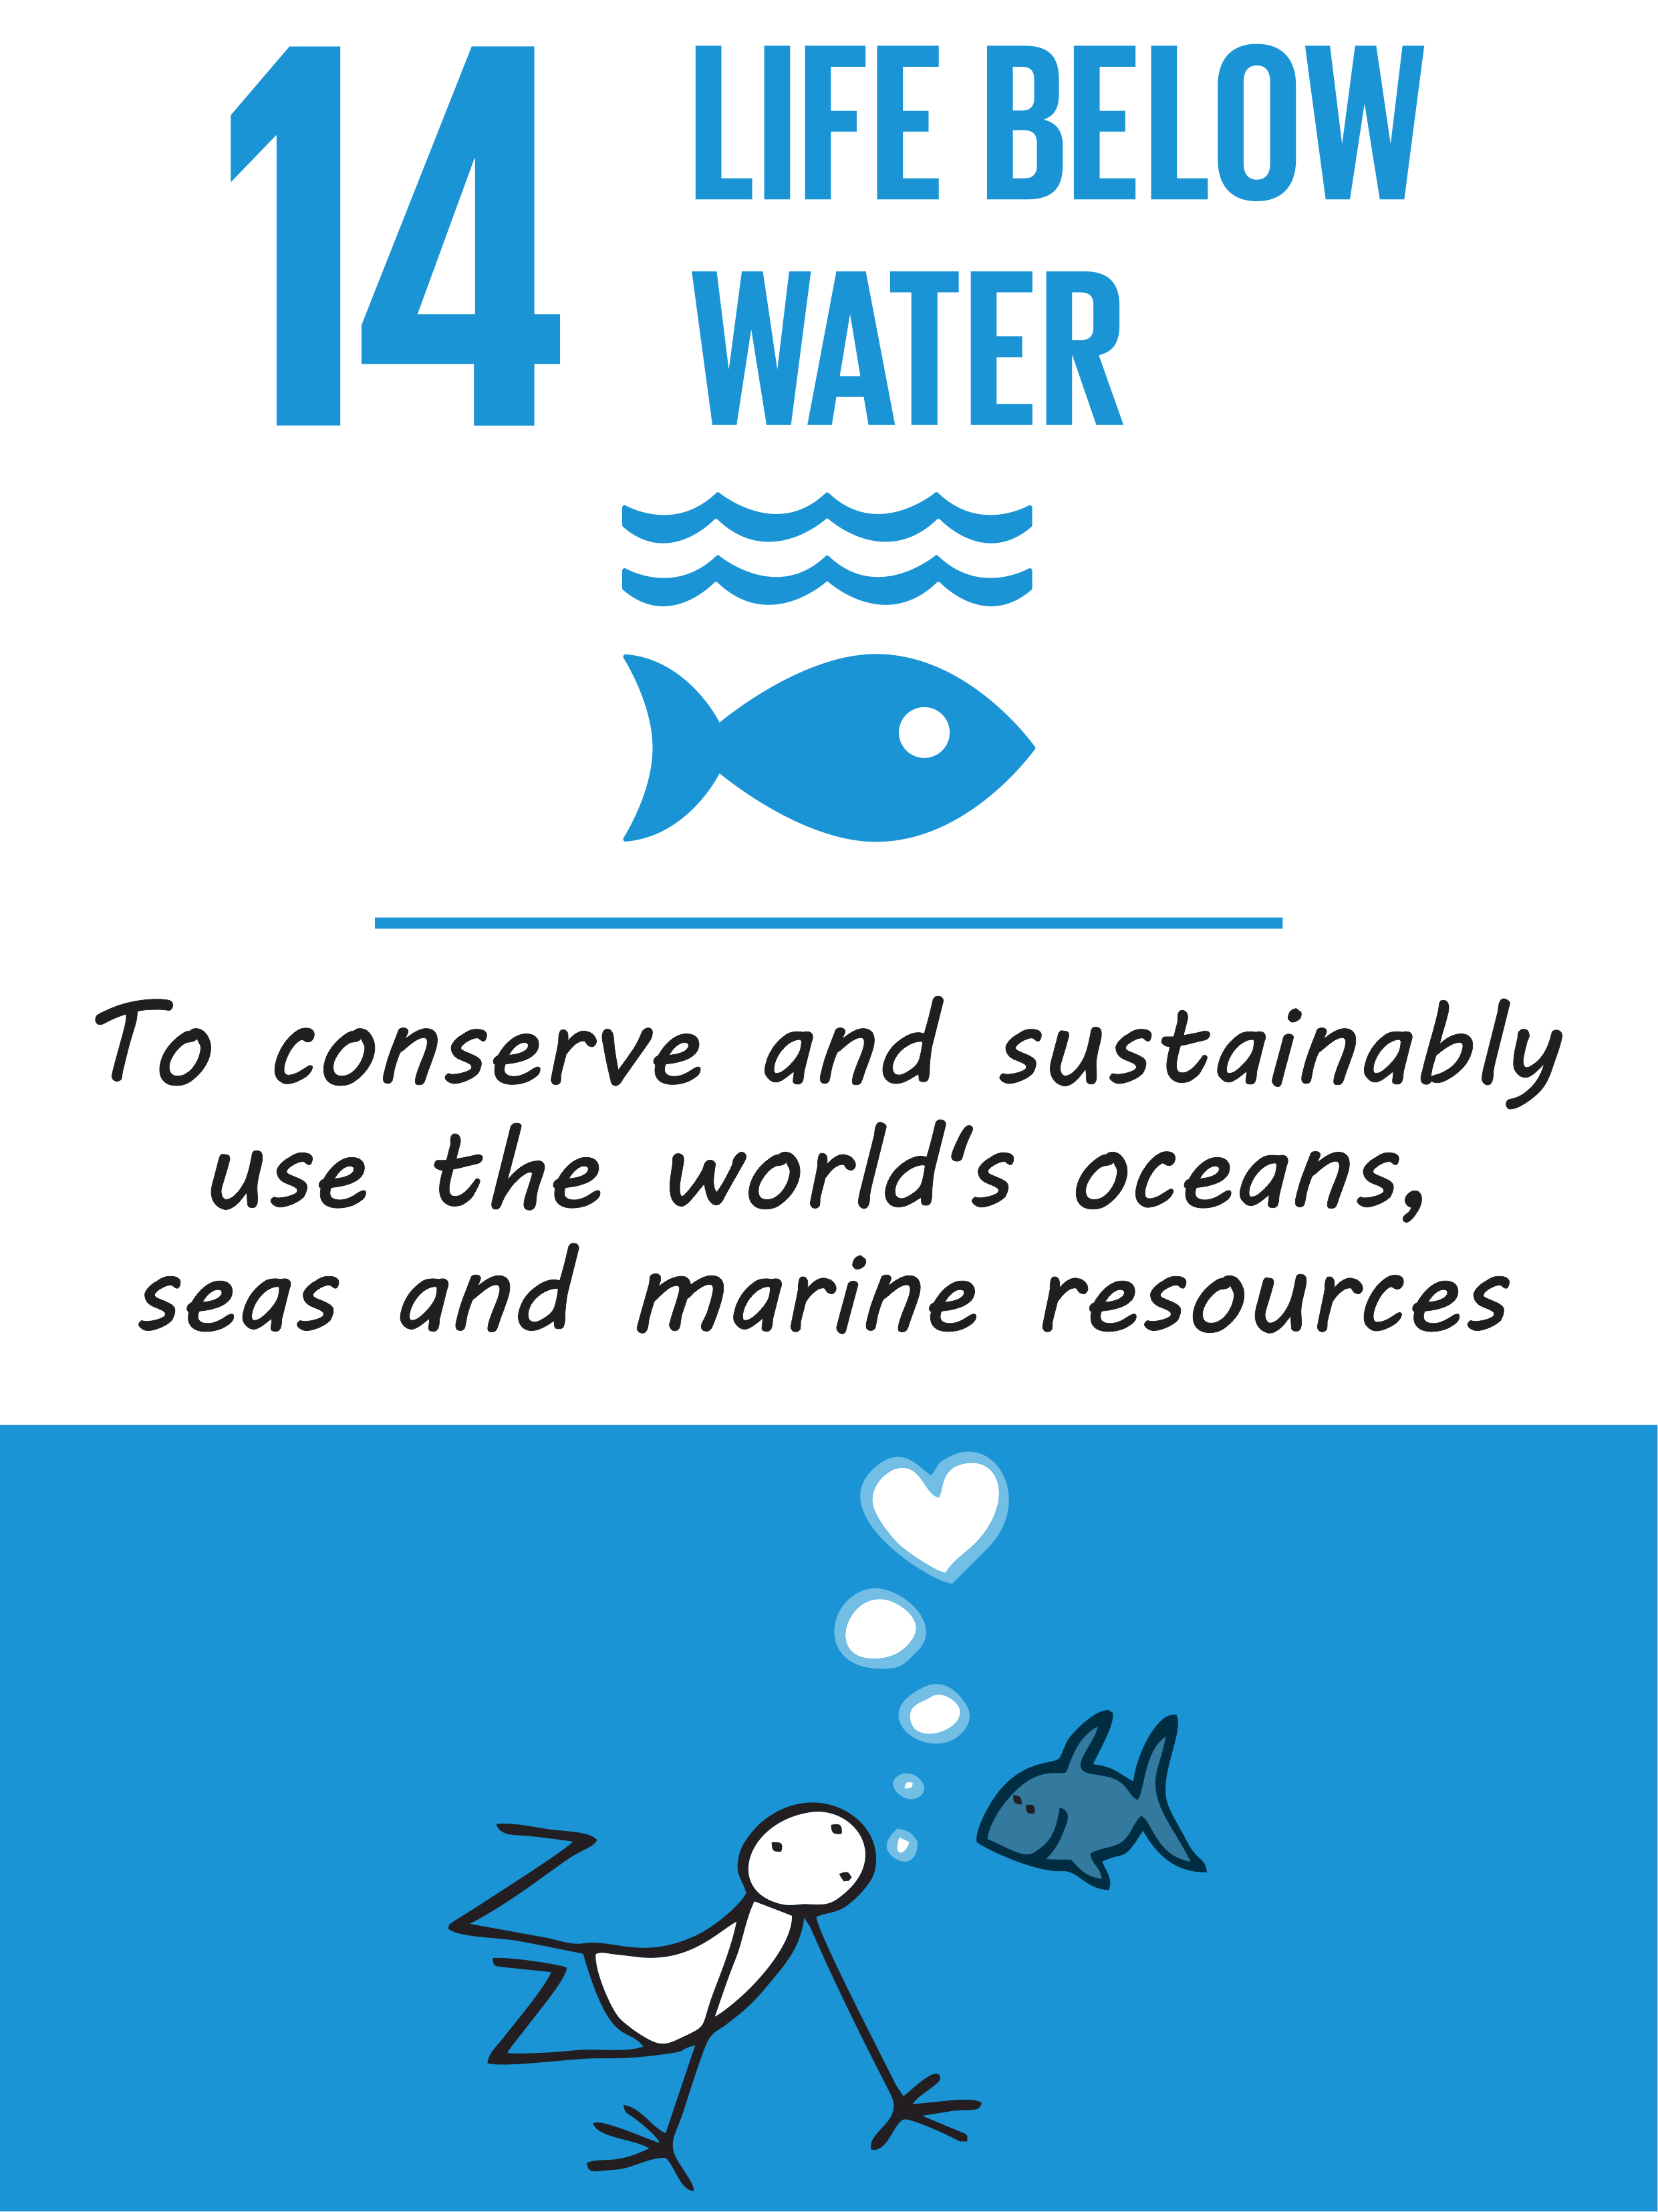 14 LIFE BELOW
WATER
To conserve and sustainably
use the world's oceans,
seas and marine resources